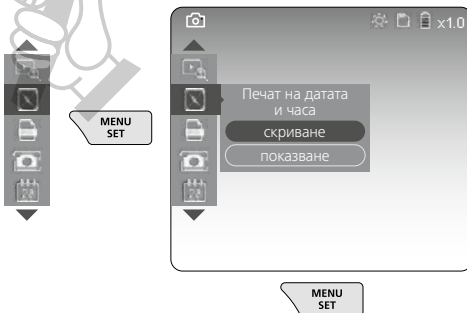 x1.0
MENU
SET
Печат на датата
и часа
скриване
показване
MENU
SET